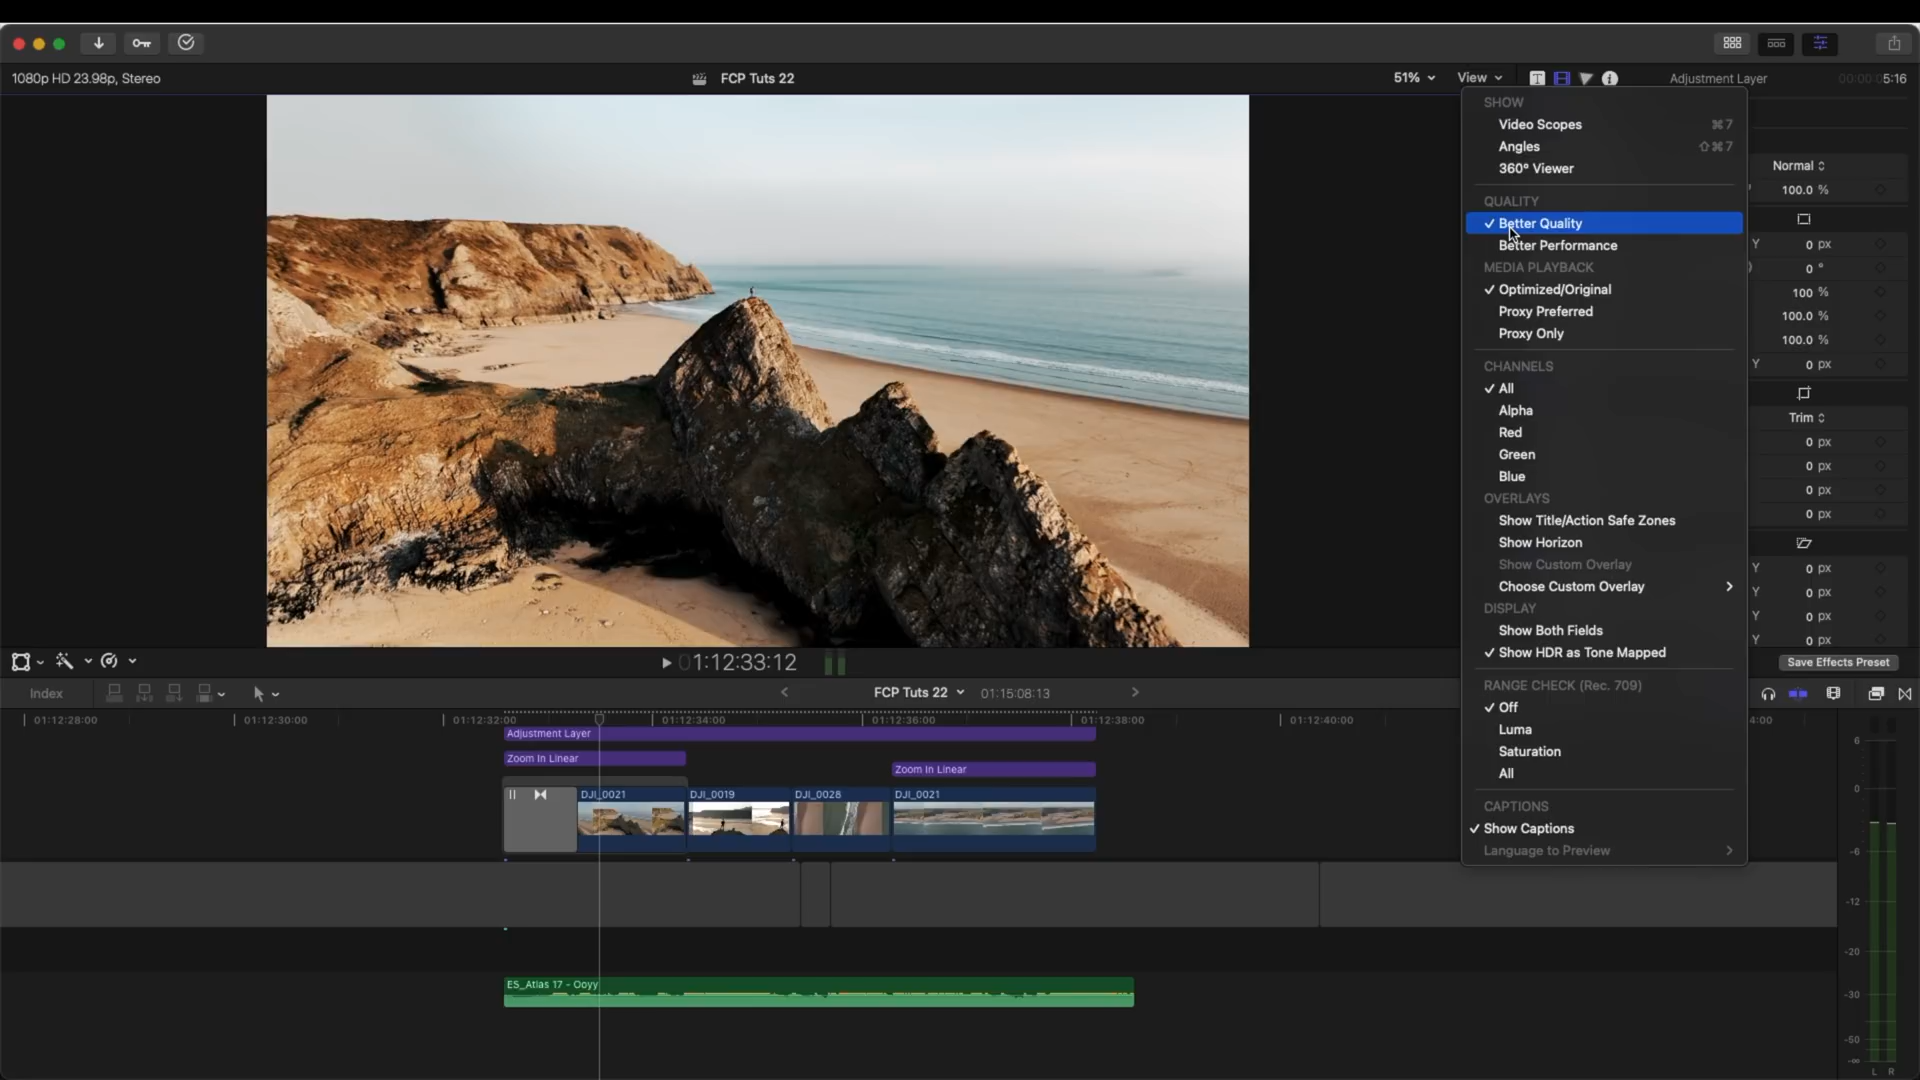 1080p HD 23.98p, Stereo
FCP Tuts 22
51%
View
T
Adjustment Layer
00:00:05:16
SHOW
Video Scopes ⌘7
Angles ⇧⌘7
360° Viewer
QUALITY
✓ Better Quality
Better Performance
MEDIA PLAYBACK
✓ Optimized/Original
Proxy Preferred
Proxy Only
CHANNELS
✓ All
Alpha
Red
Green
Blue
OVERLAYS
Show Title/Action Safe Zones
Show Horizon
Show Custom Overlay
Choose Custom Overlay
DISPLAY
Show Both Fields
✓ Show HDR as Tone Mapped
RANGE CHECK (Rec. 709)
✓ Off
Luma
Saturation
All
CAPTIONS
✓ Show Captions
Language to Preview
Normal
100.0 %
Y 0 px
0 °
100 %
100.0 %
100.0 %
Y 0 px
Trim
0 px
0 px
0 px
0 px
Y 0 px
Y 0 px
Y 0 px
Y 0 px
Save Effects Preset
01:12:33:12
Index
FCP Tuts 22
01:15:08:13
01:12:28:00
01:12:30:00
01:12:32:00
01:12:34:00
01:12:36:00
01:12:38:00
01:12:40:00
4:00
Adjustment Layer
Zoom In Linear
Zoom In Linear
DJI_0021
DJI_0019
DJI_0028
DJI_0021
ES_Atlas 17 - Ooyy
6
0
-6
-12
-20
-30
-50
-∞
L R